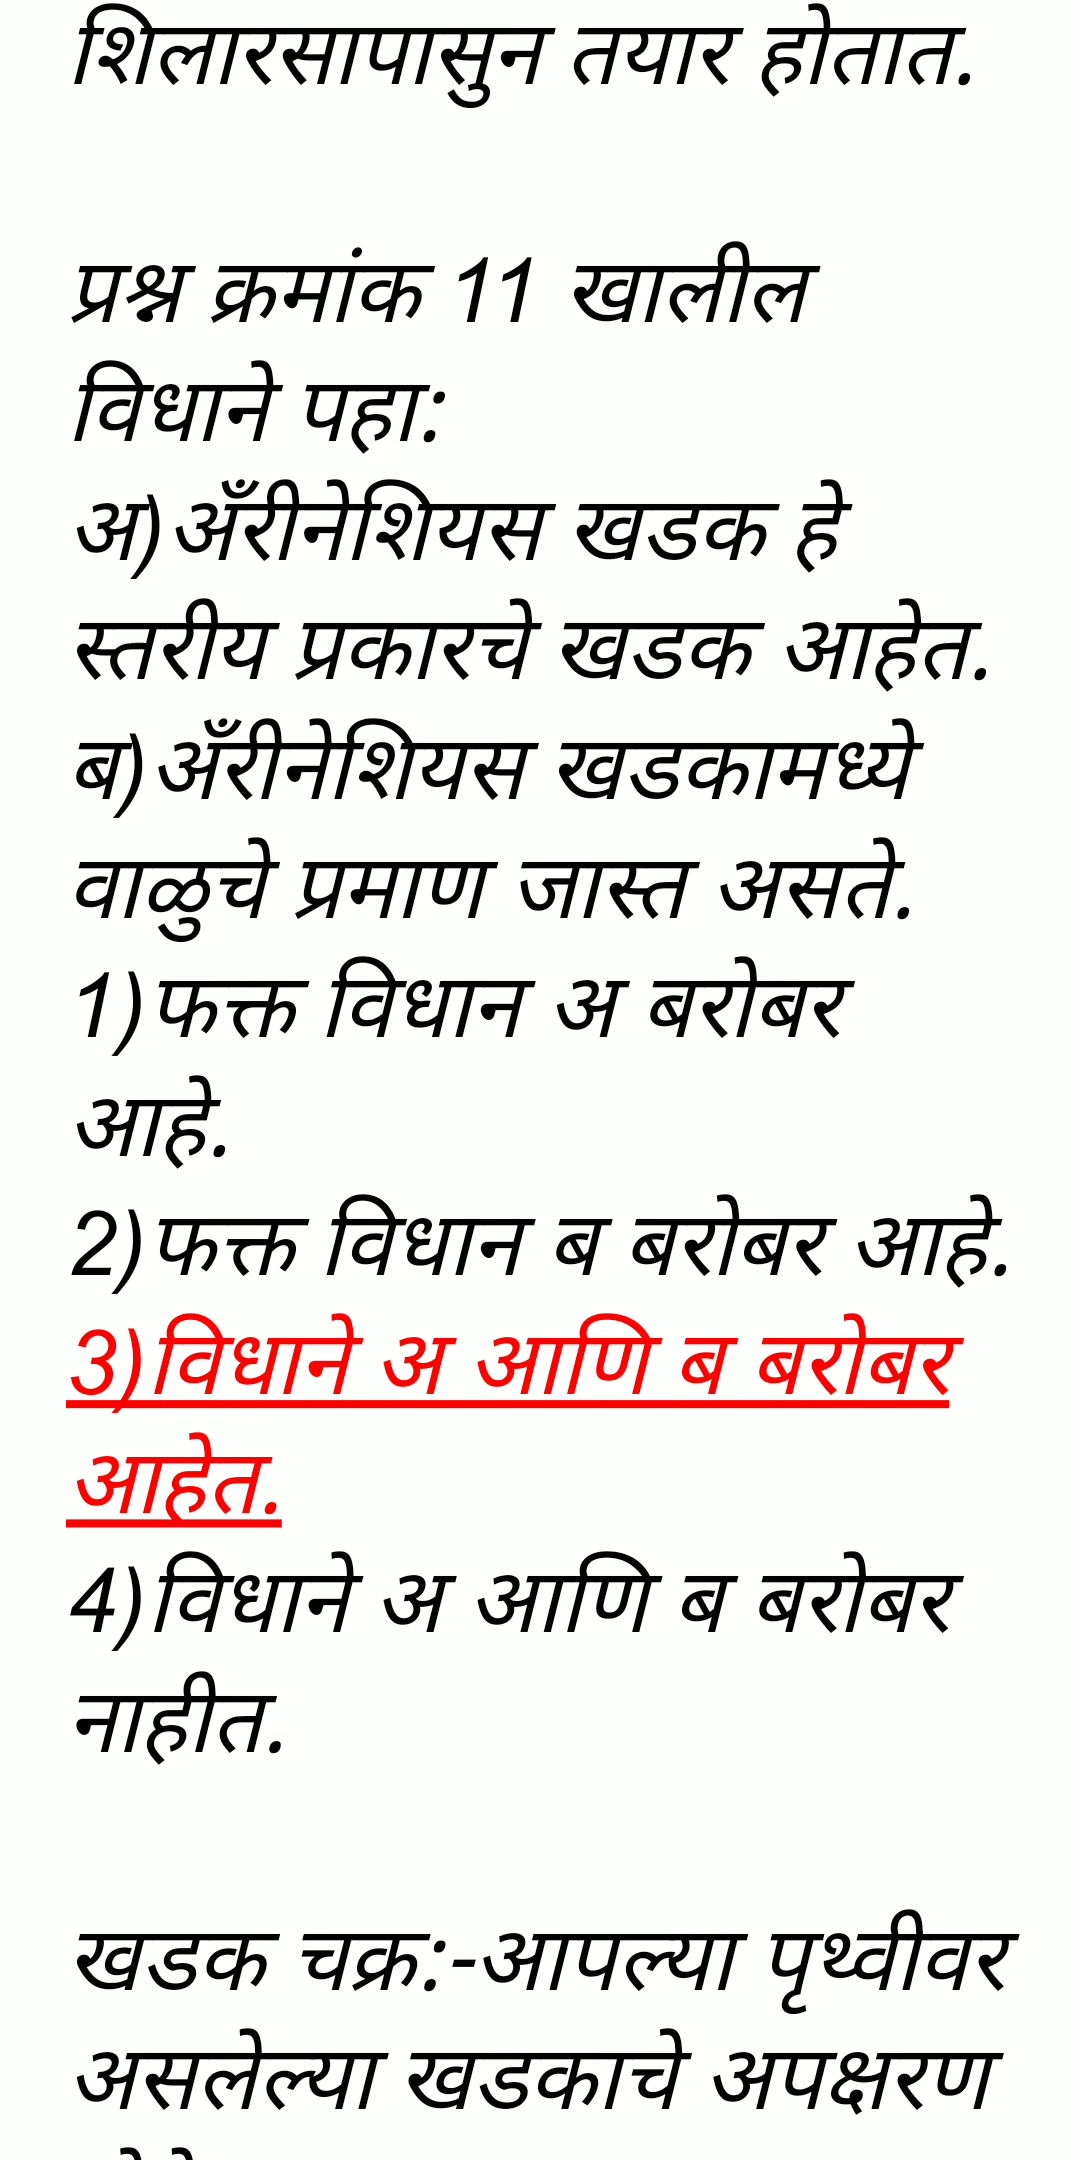 शिलारसापासुन तयार होतात.
प्रश्न क्रमांक 11 खालील
विधाने पहा:
अ)अँरीनेशियस खडक हे
स्तरीय प्रकारचे खडक आहेत.
ब)अँरीनेशियस खडकामध्ये
वाळुचे प्रमाण जास्त असते.
1)फक्त विधान अ बरोबर
आहे.
2)फक्त विधान ब बरोबर आहे.
3)विधाने अ आणि ब बरोबर
आहेत.
4)विधाने अ आणि ब बरोबर
नाहीत.
खडक चक्र:-आपल्या पृथ्वीवर
असलेल्या खडकाचे अपक्षरण